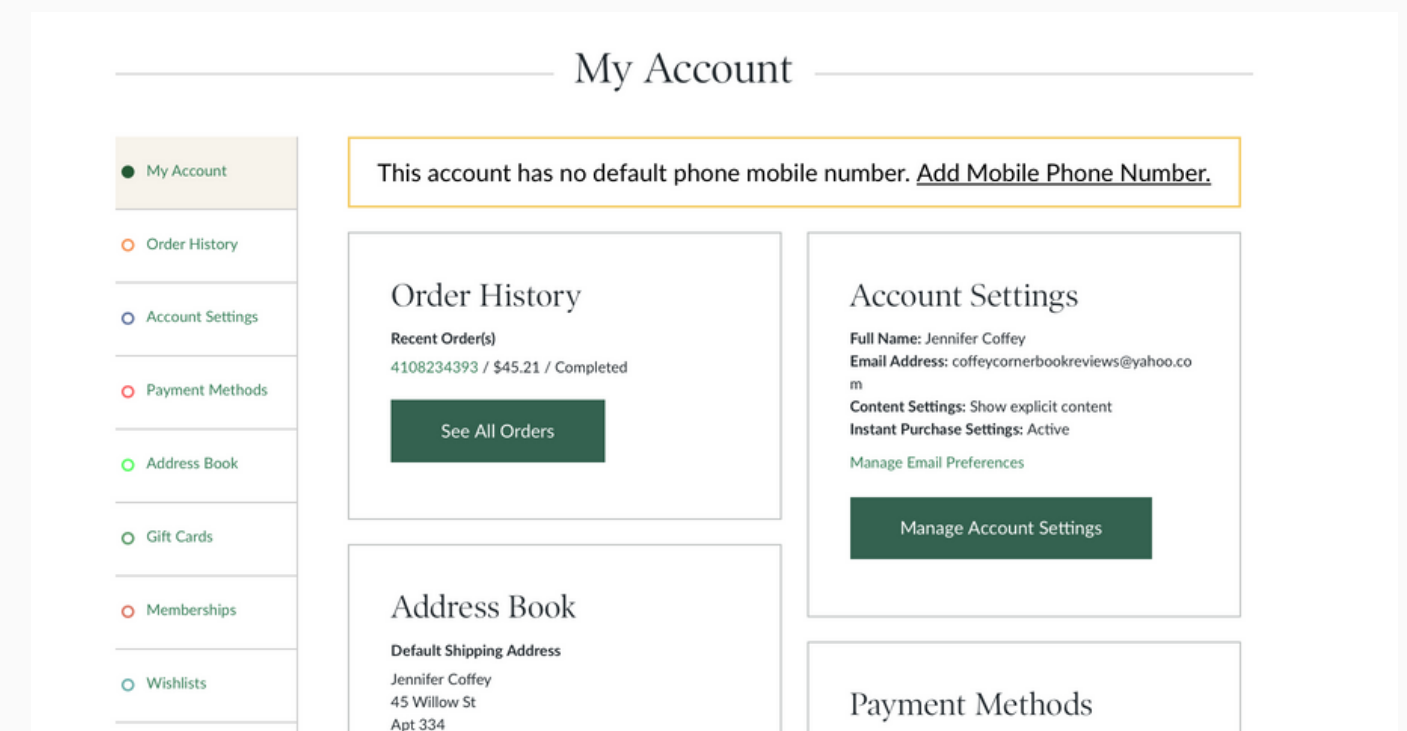 My Account
My Account
Order History
Account Settings
Payment Methods
Address Book
Gift Cards
Memberships
Wishlists
This account has no default phone mobile number. Add Mobile Phone Number.
Order History
Recent Order(s)
4108234393 / $45.21 / Completed
See All Orders
Account Settings
Full Name: Jennifer Coffey
Email Address: coffeycornerbookreviews@yahoo.co
m
Content Settings: Show explicit content
Instant Purchase Settings: Active
Manage Email Preferences
Manage Account Settings
Address Book
Default Shipping Address
Jennifer Coffey
45 Willow St
Apt 334
Payment Methods